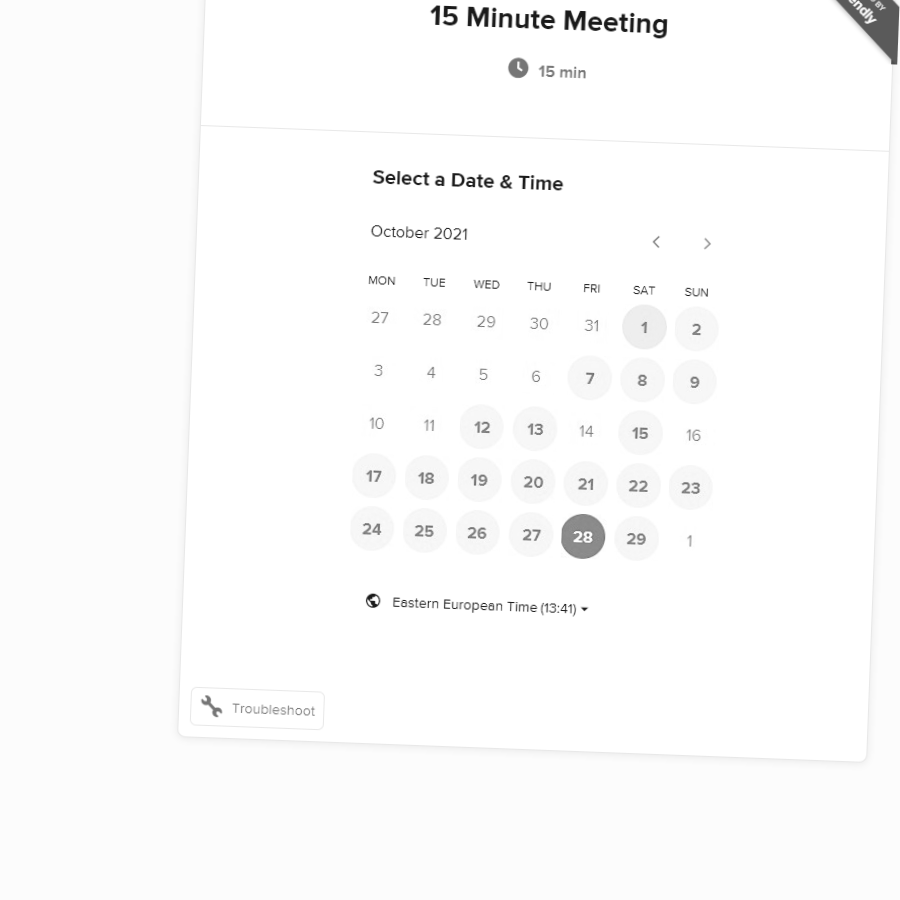 15 Minute Meeting
15 min
BY
endly
Select a Date & Time
October 2021
MON TUE WED THU FRI SAT SUN
27 28 29 30 31 1 2
3 4 5 6 7 8 9
10 11 12 13 14 15 16
17 18 19 20 21 22 23
24 25 26 27 28 29 1
Eastern European Time (13:41)
Troubleshoot